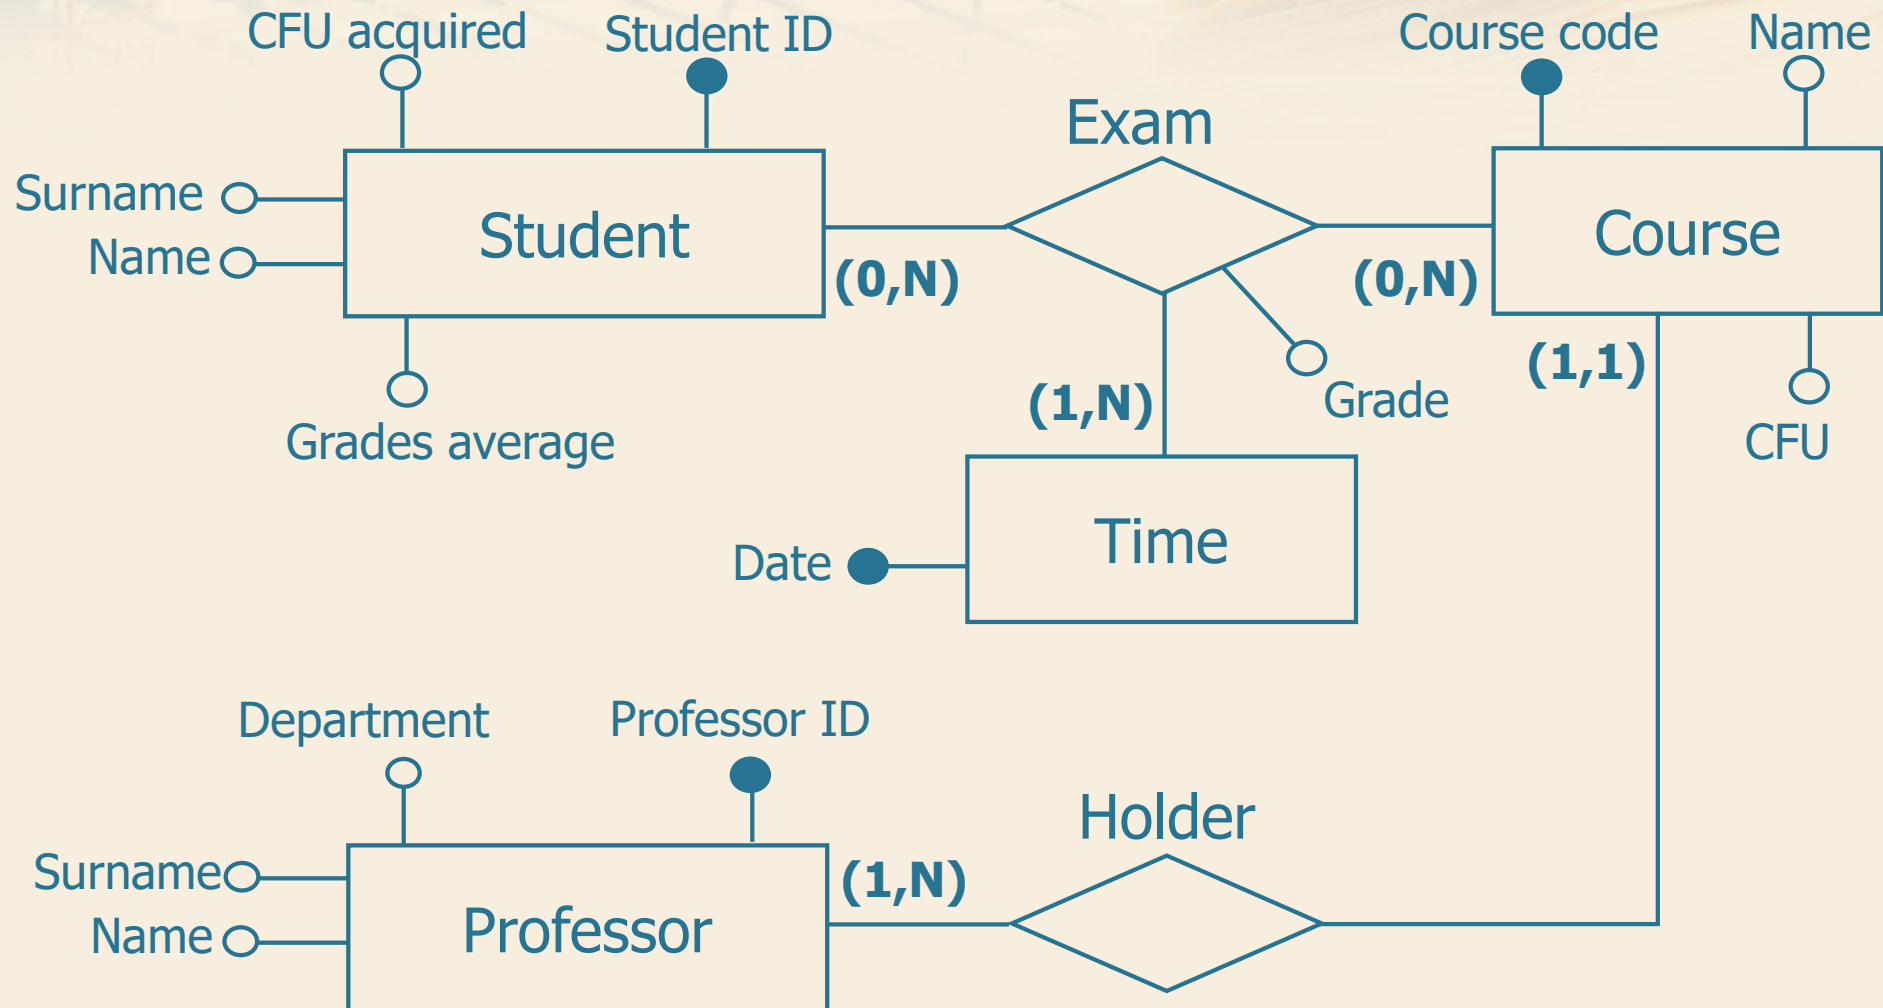 CFU acquired
Student ID
Course code
Name
Exam
Surname
Name
Student
Course
(0,N)
(0,N)
(1,1)
(1,N)
Grade
Grades average
CFU
Time
Date
Department
Professor ID
Holder
Surname
(1,N)
Name
Professor